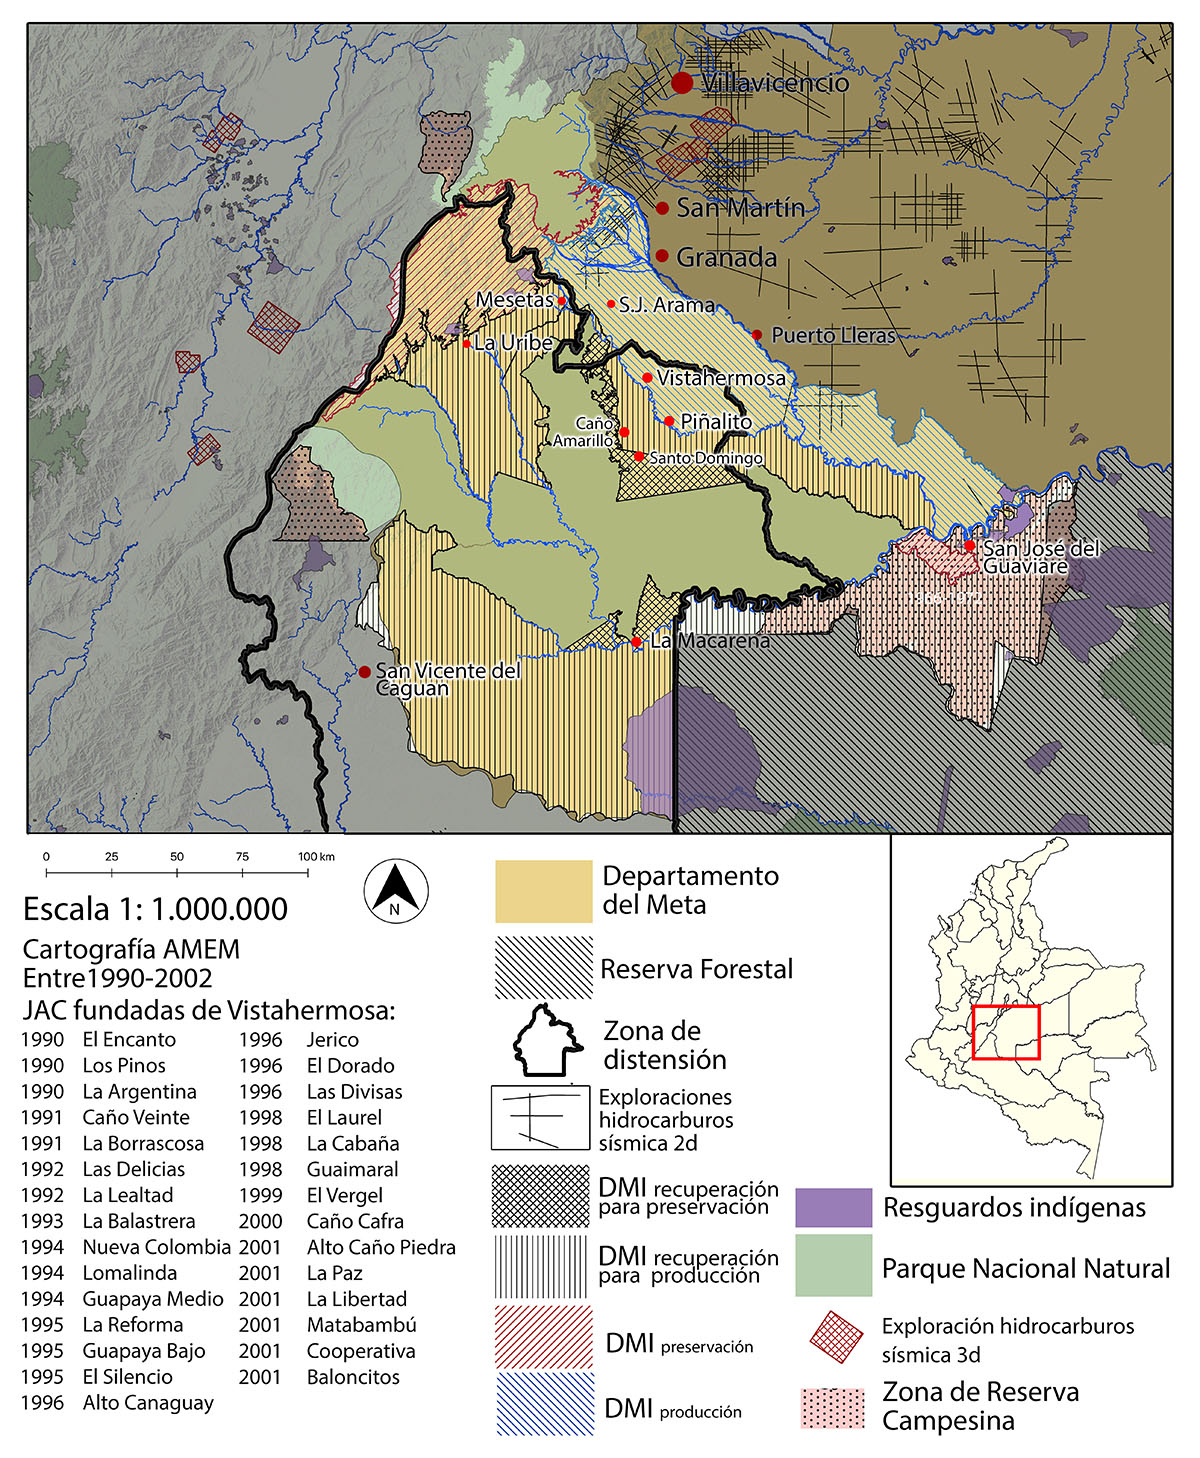 Villavicencio
San Martín
Granada
Mesetas
S.J. Arama
Puerto Lleras
La Uribe
Vistahermosa
Piñalito
Caño
Amarillo
Santo Domingo
San José del
Guaviare
La Macarena
San Vicente del
Caguan
0 25 50 75 100 km
N
Escala 1: 1.000.000
Cartografía AMEM
Entre1990-2002
JAC fundadas de Vistahermosa:
1990 El Encanto
1990 Los Pinos
1990 La Argentina
1991 Caño Veinte
1991 La Borrascosa
1992 Las Delicias
1992 La Lealtad
1993 La Balastrera
1994 Nueva Colombia
1994 Lomalinda
1994 Guapaya Medio
1995 La Reforma
1995 Guapaya Bajo
1995 El Silencio
1996 Alto Canaguay
1996 Jerico
1996 El Dorado
1996 Las Divisas
1998 El Laurel
1998 La Cabaña
1998 Guaimaral
1999 El Vergel
2000 Caño Cafra
2001 Alto Caño Piedra
2001 La Paz
2001 La Libertad
2001 Matabambú
2001 Cooperativa
2001 Baloncitos
Departamento
del Meta
Reserva Forestal
Zona de
distensión
Exploraciones
hidrocarburos
sísmica 2d
DMI recuperación
para preservación
DMI recuperación
para producción
DMI preservación
DMI producción
Resguardos indígenas
Parque Nacional Natural
Exploración hidrocarburos
sísmica 3d
Zona de Reserva
Campesina